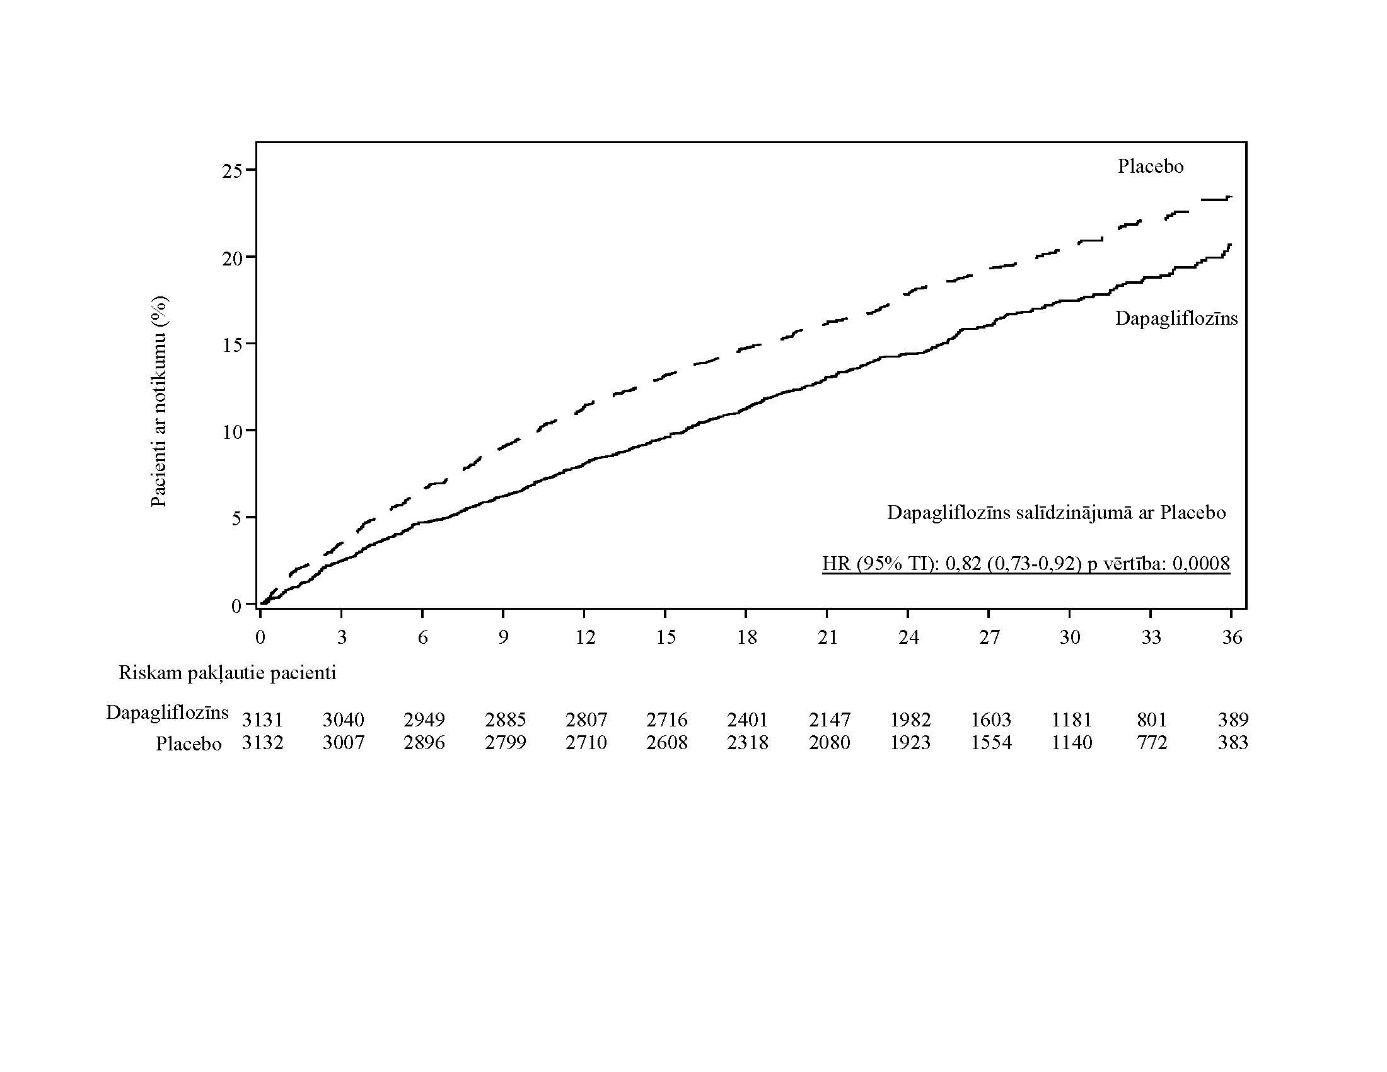 25
Placebo
20
Dapagliflozīns
15
Pacienti ar notikumu (%)
10
5
Dapagliflozīns salīdzinājumā ar Placebo
HR (95% TI): 0,82 (0,73-0,92) p vērtība: 0,0008
0
0 3 6 9 12 15 18 21 24 27 30 33 36
Riskam pakļautie pacienti
Dapagliflozīns 3131 3040 2949 2885 2807 2716 2401 2147 1982 1603 1181 801 389
Placebo 3132 3007 2896 2799 2710 2608 2318 2080 1923 1554 1140 772 383